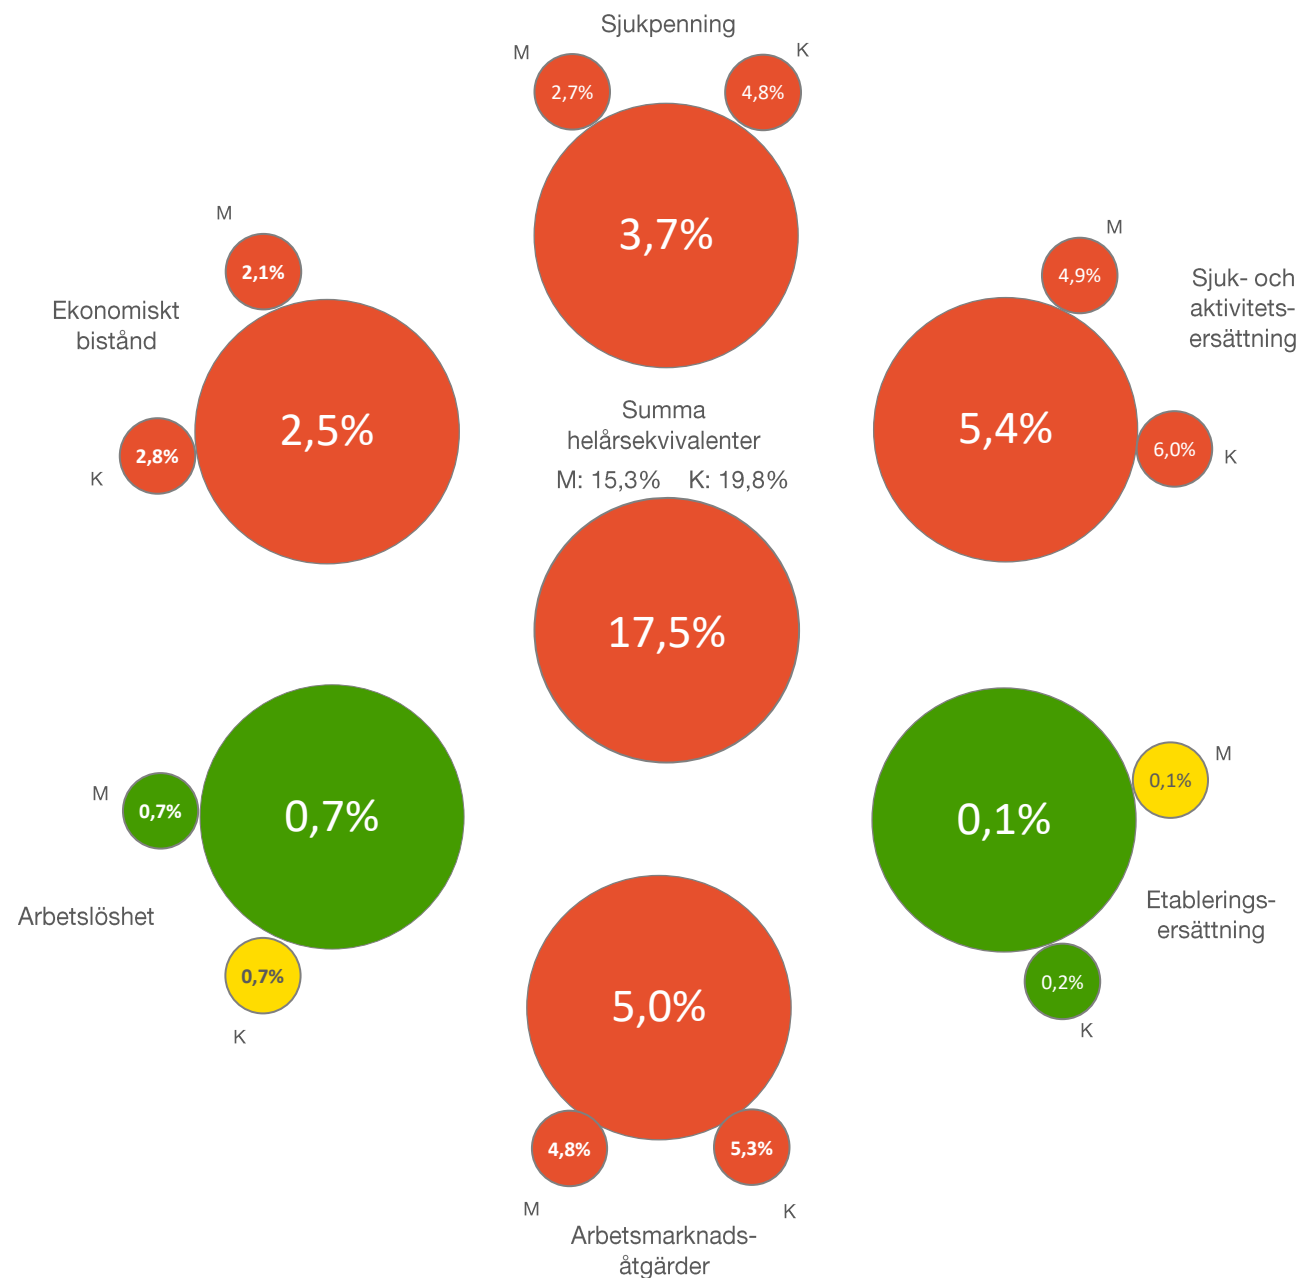 Sjukpenning
M
K
2,7%
4,8%
3,7%
M
2,1%
Ekonomiskt
bistånd
2,5%
2,8%
K
M
4,9%
Sjuk- och
aktivitets-
ersättning
5,4%
6,0%
K
Summa
helårsekvivalenter
M: 15,3% K: 19,8%
17,5%
M
0,7%
0,7%
Arbetslöshet
0,7%
K
M
0,1%
0,1%
Etablerings-
ersättning
0,2%
K
5,0%
4,8%
5,3%
M
K
Arbetsmarknads-
åtgärder